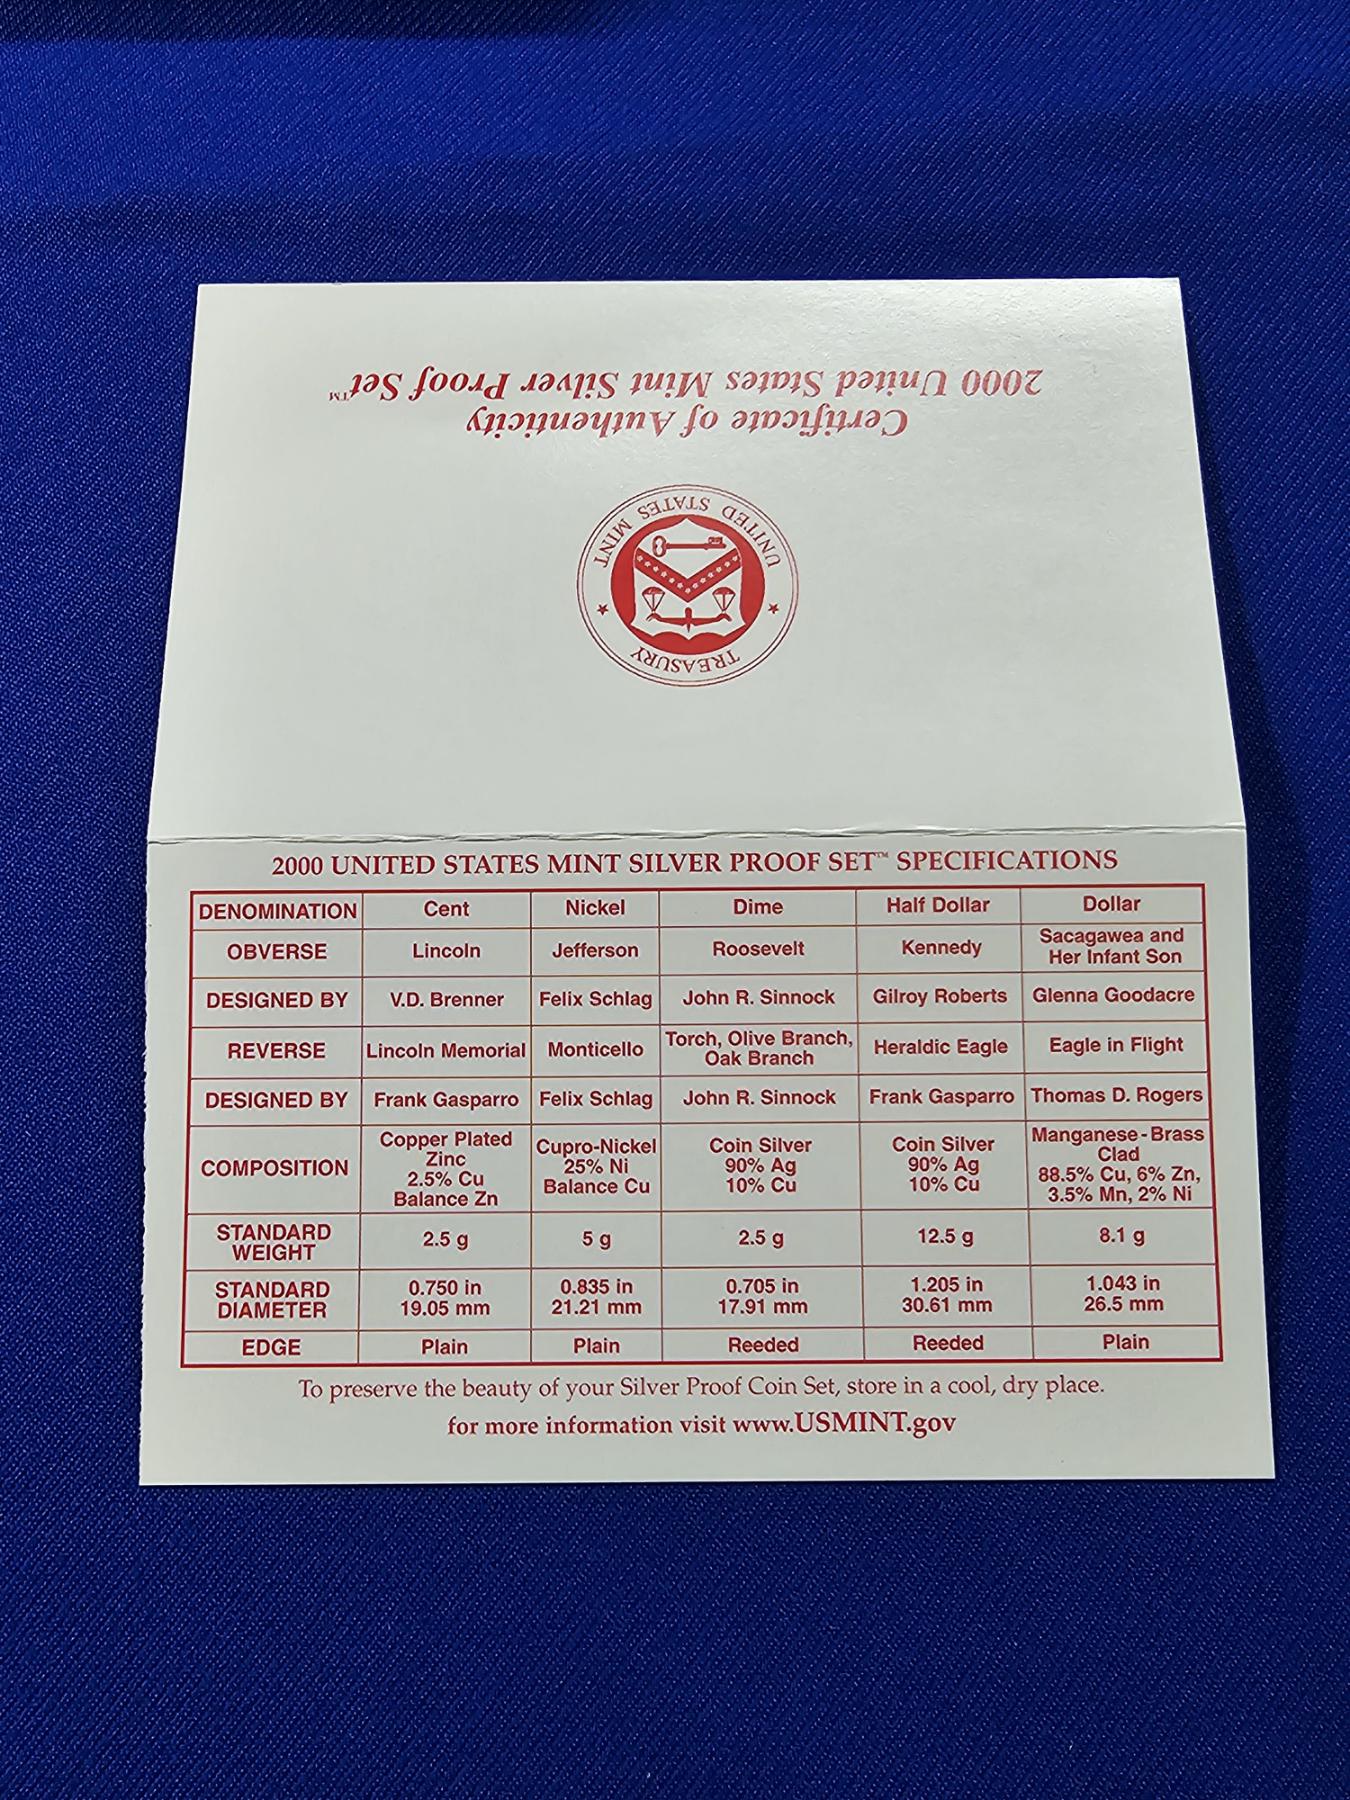 Certificate of Authenticity
2000 United States Mint Silver Proof Set™
UNITED STATES MINT
TREASURY
2000 UNITED STATES MINT SILVER PROOF SET™ SPECIFICATIONS
DENOMINATION Cent Nickel Dime Half Dollar Dollar
OBVERSE Lincoln Jefferson Roosevelt Kennedy Sacagawea and
Her Infant Son
DESIGNED BY V.D. Brenner Felix Schlag John R. Sinnock Gilroy Roberts Glenna Goodacre
REVERSE Lincoln Memorial Monticello Torch, Olive Branch,
Oak Branch Heraldic Eagle Eagle in Flight
DESIGNED BY Frank Gasparro Felix Schlag John R. Sinnock Frank Gasparro Thomas D. Rogers
COMPOSITION Copper Plated
Zinc
2.5% Cu
Balance Zn Cupro-Nickel
25% Ni
Balance Cu Coin Silver
90% Ag
10% Cu Coin Silver
90% Ag
10% Cu Manganese-Brass
Clad
88.5% Cu, 6% Zn,
3.5% Mn, 2% Ni
STANDARD
WEIGHT 2.5 g 5 g 2.5 g 12.5 g 8.1 g
STANDARD
DIAMETER 0.750 in
19.05 mm 0.835 in
21.21 mm 0.705 in
17.91 mm 1.205 in
30.61 mm 1.043 in
26.5 mm
EDGE Plain Plain Reeded Reeded Plain
To preserve the beauty of your Silver Proof Coin Set, store in a cool, dry place.
for more information visit www.USMINT.gov